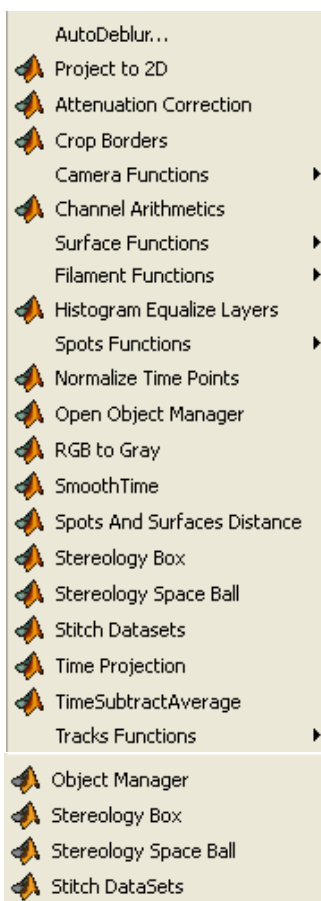 AutoDeblur...
Project to 2D
Attenuation Correction
Crop Borders
Camera Functions
Channel Arithmetics
Surface Functions
Filament Functions
Histogram Equalize Layers
Spots Functions
Normalize Time Points
Open Object Manager
RGB to Gray
SmoothTime
Spots And Surfaces Distance
Stereology Box
Stereology Space Ball
Stitch Datasets
Time Projection
TimeSubtractAverage
Tracks Functions
Object Manager
Stereology Box
Stereology Space Ball
Stitch DataSets